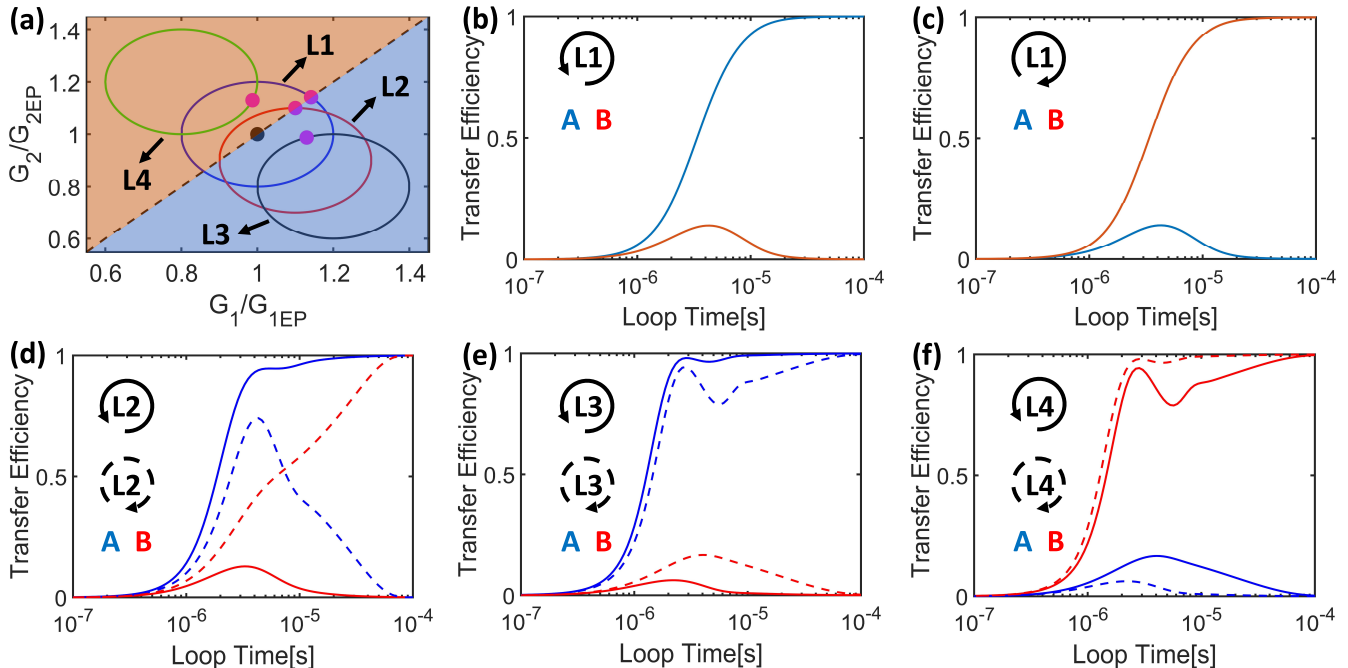 (a)
L1
L2
L3
L4
G2/G2EP
1.4
1.2
1
0.8
0.6
0.6 0.8 1 1.2 1.4
G1/G1EP
(b)
L1
A B
Transfer Efficiency
1
0.5
0
10-7 10-6 10-5 10-4
Loop Time[s]
(c)
L1
A B
Transfer Efficiency
1
0.5
0
10-7 10-6 10-5 10-4
Loop Time[s]
(d)
L2
L2
A B
Transfer Efficiency
1
0.5
0
10-7 10-6 10-5 10-4
Loop Time[s]
(e)
L3
L3
A B
Transfer Efficiency
1
0.5
0
10-7 10-6 10-5 10-4
Loop Time[s]
(f)
L4
L4
A B
Transfer Efficiency
1
0.5
0
10-7 10-6 10-5 10-4
Loop Time[s]